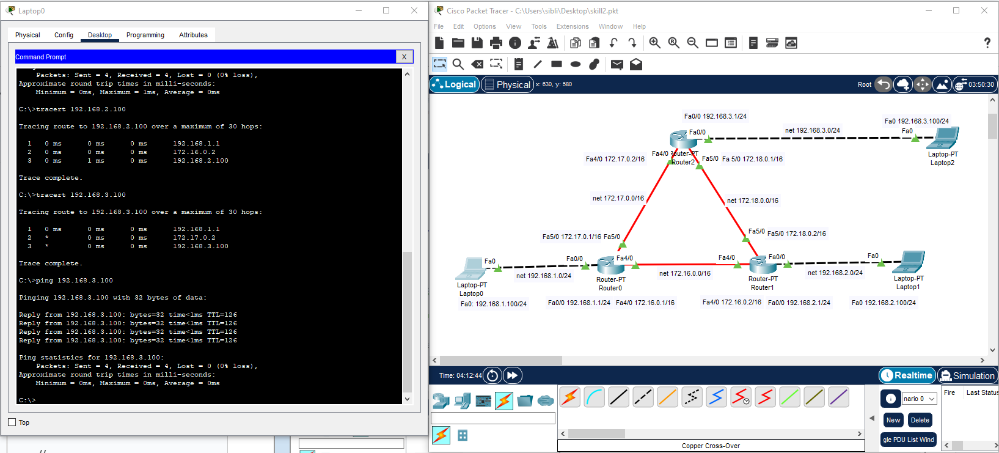 Laptop0
Physical Config Desktop Programming Attributes
Command Prompt X
Packets: Sent = 4, Received = 4, Lost = 0 (0% loss),
Approximate round trip times in milli-seconds:
Minimum = 0ms, Maximum = 1ms, Average = 0ms
C:\>tracert 192.168.2.100
Tracing route to 192.168.2.100 over a maximum of 30 hops:
1 0 ms 0 ms 0 ms 192.168.1.1
2 0 ms 0 ms 0 ms 172.16.0.2
3 0 ms 1 ms 0 ms 192.168.2.100
Trace complete.
C:\>tracert 192.168.3.100
Tracing route to 192.168.3.100 over a maximum of 30 hops:
1 0 ms 0 ms 0 ms 192.168.1.1
2 * 0 ms 0 ms 172.17.0.2
3 * 0 ms 0 ms 192.168.3.100
Trace complete.
C:\>ping 192.168.3.100
Pinging 192.168.3.100 with 32 bytes of data:
Reply from 192.168.3.100: bytes=32 time<1ms TTL=126
Reply from 192.168.3.100: bytes=32 time<1ms TTL=126
Reply from 192.168.3.100: bytes=32 time<1ms TTL=126
Reply from 192.168.3.100: bytes=32 time<1ms TTL=126
Ping statistics for 192.168.3.100:
Packets: Sent = 4, Received = 4, Lost = 0 (0% loss),
Approximate round trip times in milli-seconds:
Minimum = 0ms, Maximum = 0ms, Average = 0ms
C:\>
Top
//
Cisco Packet Tracer - C:\Users\sibli\Desktop\skill2.pkt
File Edit Options View Tools Extensions Window Help
?
Logical Physical x: 630, y: 580 Root 03:50:30
Fa0/0 192.168.3.1/24
Fa0 192.168.3.100/24
Fa0/0 net 192.168.3.0/24 Fa0
Fa4/0 172.17.0.2/16 Fa4/0 Router-PT Fa5/0 Fa 5/0 172.18.0.1/16
Router2
Laptop-PT
Laptop2
net 172.17.0.0/16 net 172.18.0.0/16
Fa5/0 172.17.0.1/16 Fa5/0 Fa5/0 Fa5/0 172.18.0.2/16
Fa0 Fa0/0 Fa4/0 Fa4/0 Fa0/0 Fa0
net 192.168.1.0/24 net 172.16.0.0/16 net 192.168.2.0/24
Laptop-PT Router-PT Router-PT Laptop-PT
Laptop0 Router0 Router1 Laptop1
Fa0: 192.168.1.100/24 Fa0/0 192.168.1.1/24 Fa4/0 172.16.0.1/16 Fa4/0 172.16.0.2/16 Fa0/0 192.168.2.1/24 Fa0 192.168.2.100/24
Time: 04:12:44 Realtime Simulation
nario 0 Fire Last Status
New Delete
gle PDU List Wind
Copper Cross-Over